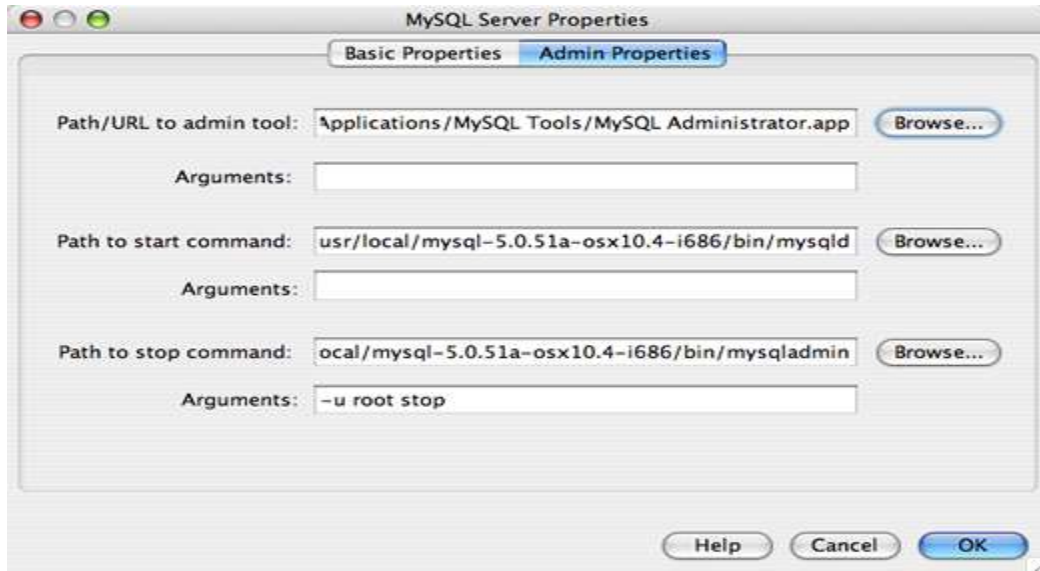 MySQL Server Properties
Basic Properties Admin Properties
Path/URL to admin tool: Applications/MySQL Tools/MySQL Administrator.app Browse...
Arguments:
Path to start command: usr/local/mysql-5.0.51a-osx10.4-i686/bin/mysqld Browse...
Arguments:
Path to stop command: ocal/mysql-5.0.51a-osx10.4-i686/bin/mysqladmin Browse...
Arguments: -u root stop
Help Cancel OK